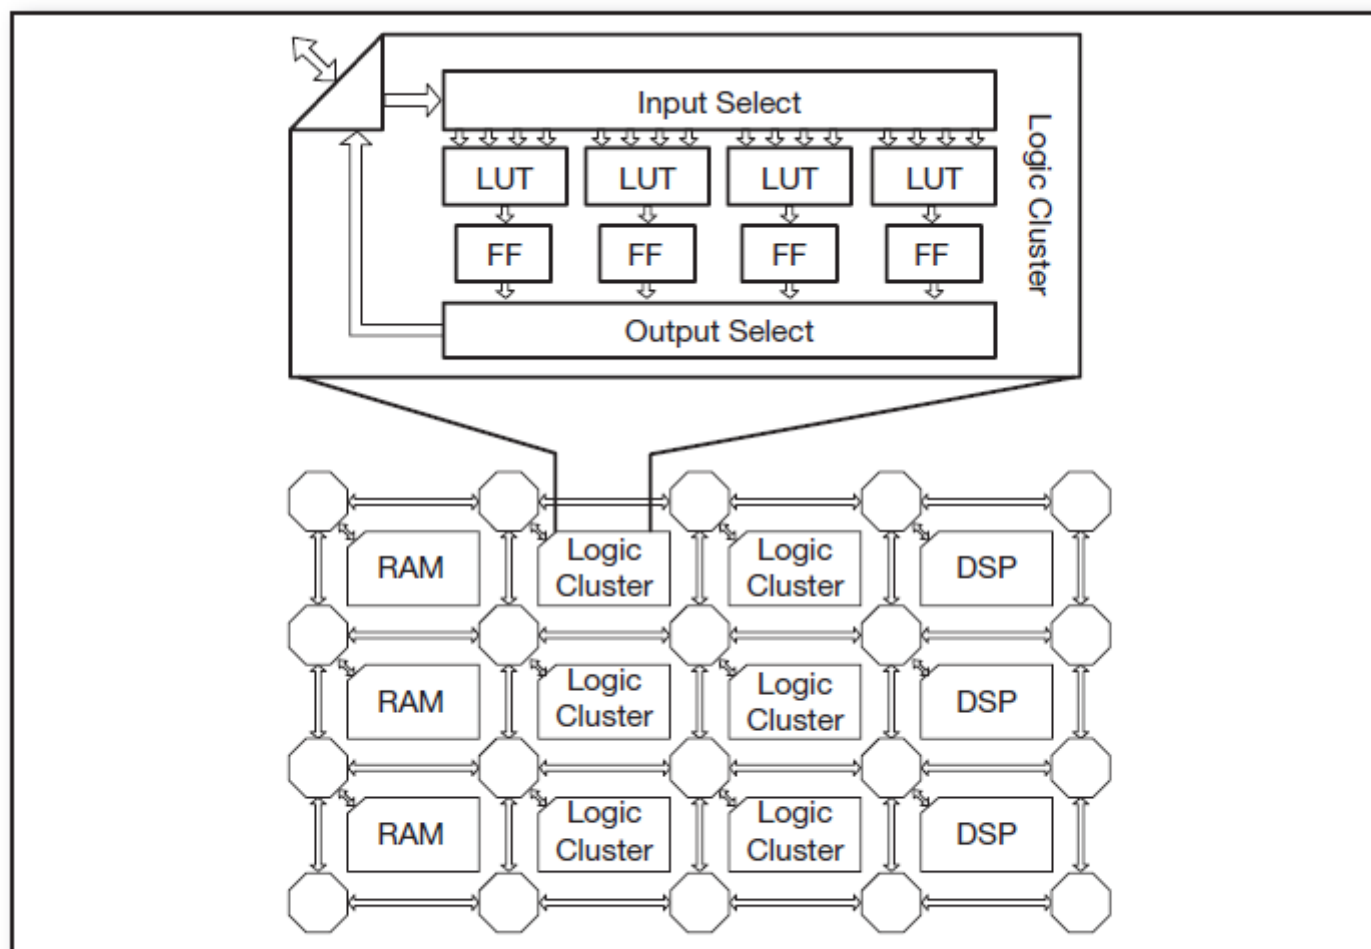 Input Select
LUT LUT LUT LUT
FF FF FF FF
Output Select
Logic Cluster
RAM Logic Cluster Logic Cluster DSP
RAM Logic Cluster Logic Cluster DSP
RAM Logic Cluster Logic Cluster DSP